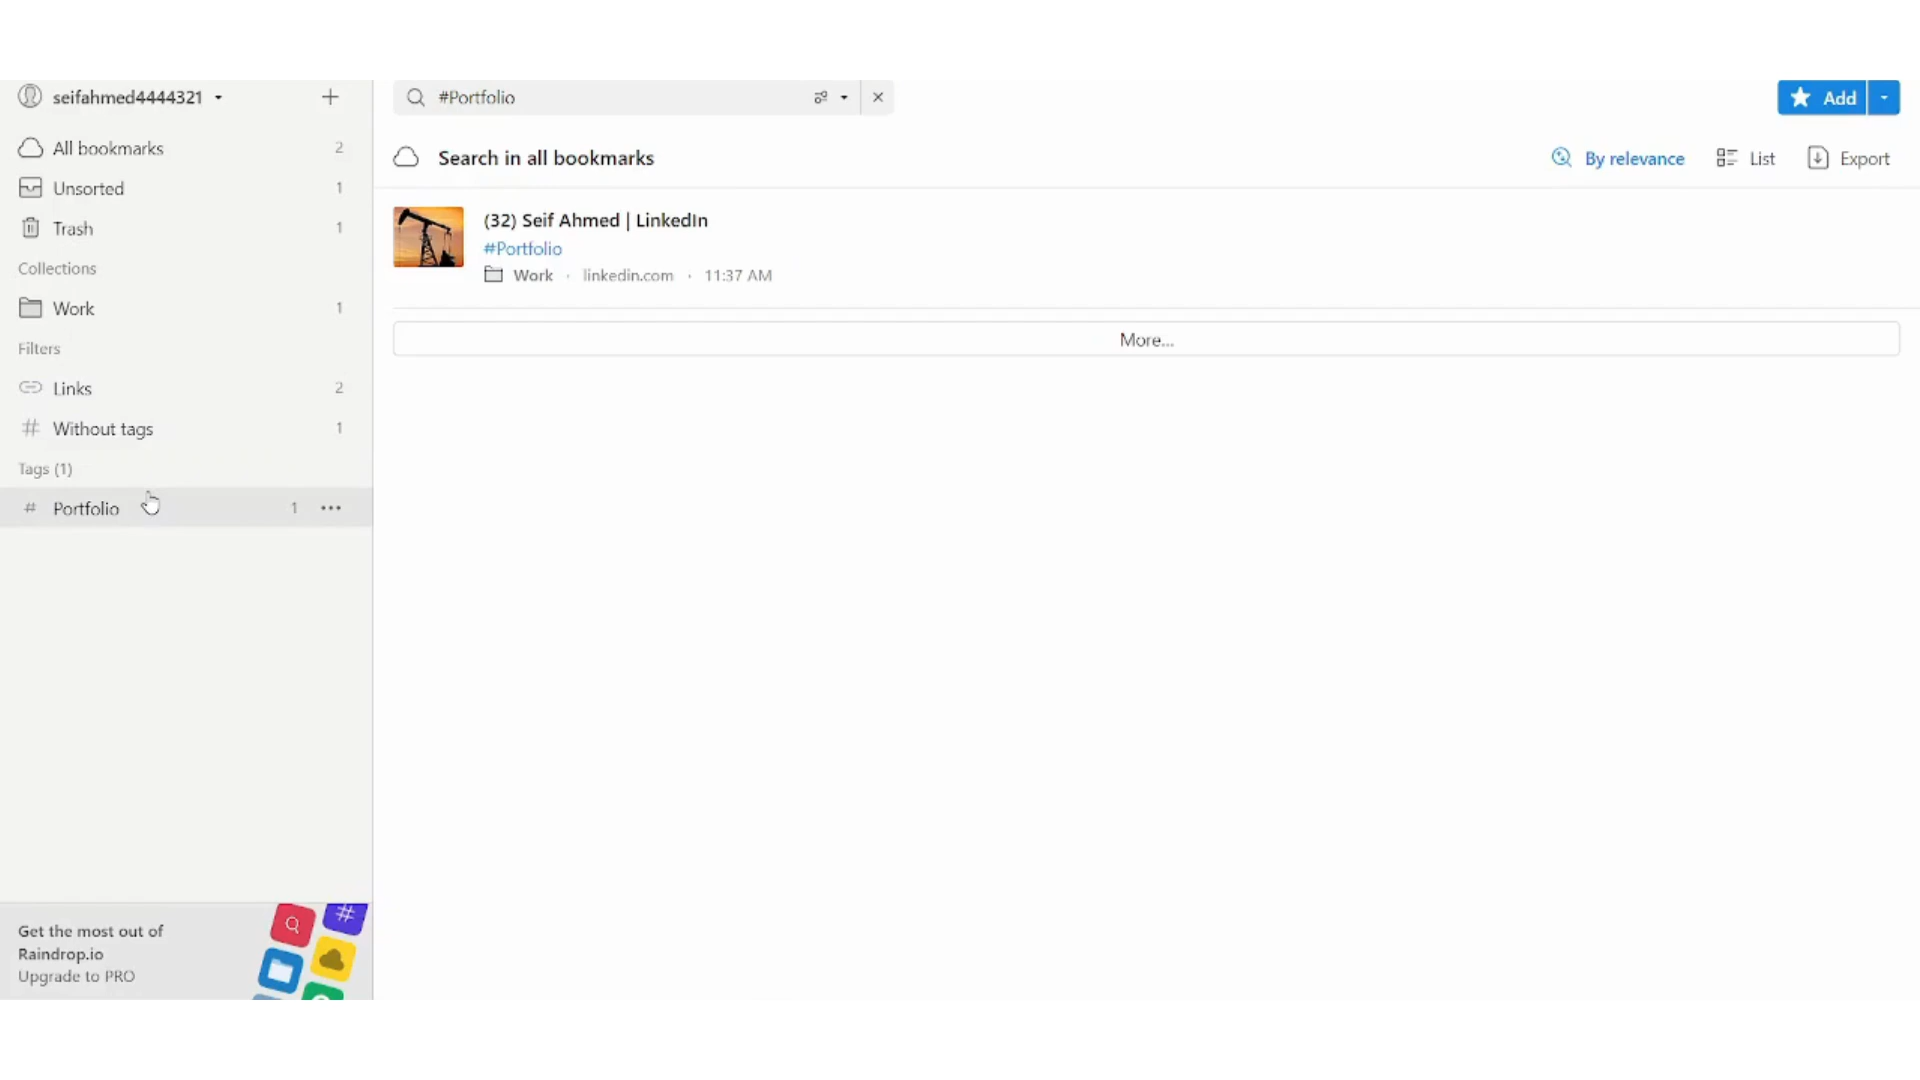 seifahmed4444321
All bookmarks 2
Unsorted 1
Trash 1
Collections
Work 1
Filters
Links 2
# Without tags 1
Tags (1)
# Portfolio 1 •••
Get the most out of
Raindrop.io
Upgrade to PRO
#Portfolio
Add
Search in all bookmarks
By relevance
List
Export
(32) Seif Ahmed | LinkedIn
#Portfolio
Work · linkedin.com · 11:37 AM
More...